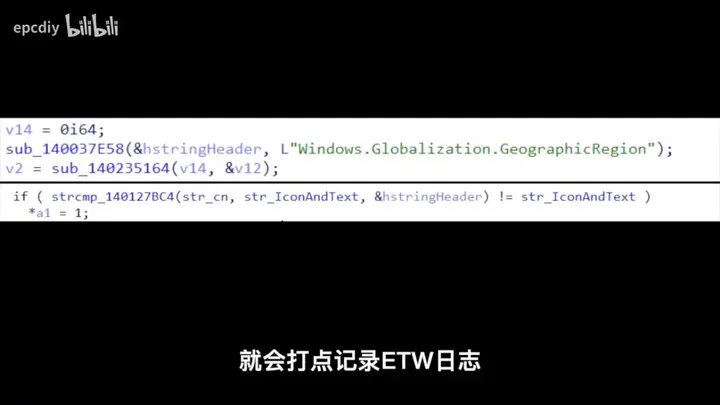 epcdiy bilibili
v14 = 0i64;
sub_140037E58(&hstringHeader, L"Windows.Globalization.GeographicRegion");
v2 = sub_140235164(v14, &v12);
if ( strcmp_140127BC4(str_cn, str_IconAndText, &hstringHeader) != str_IconAndText )
*a1 = 1;
就会打点记录ETW日志